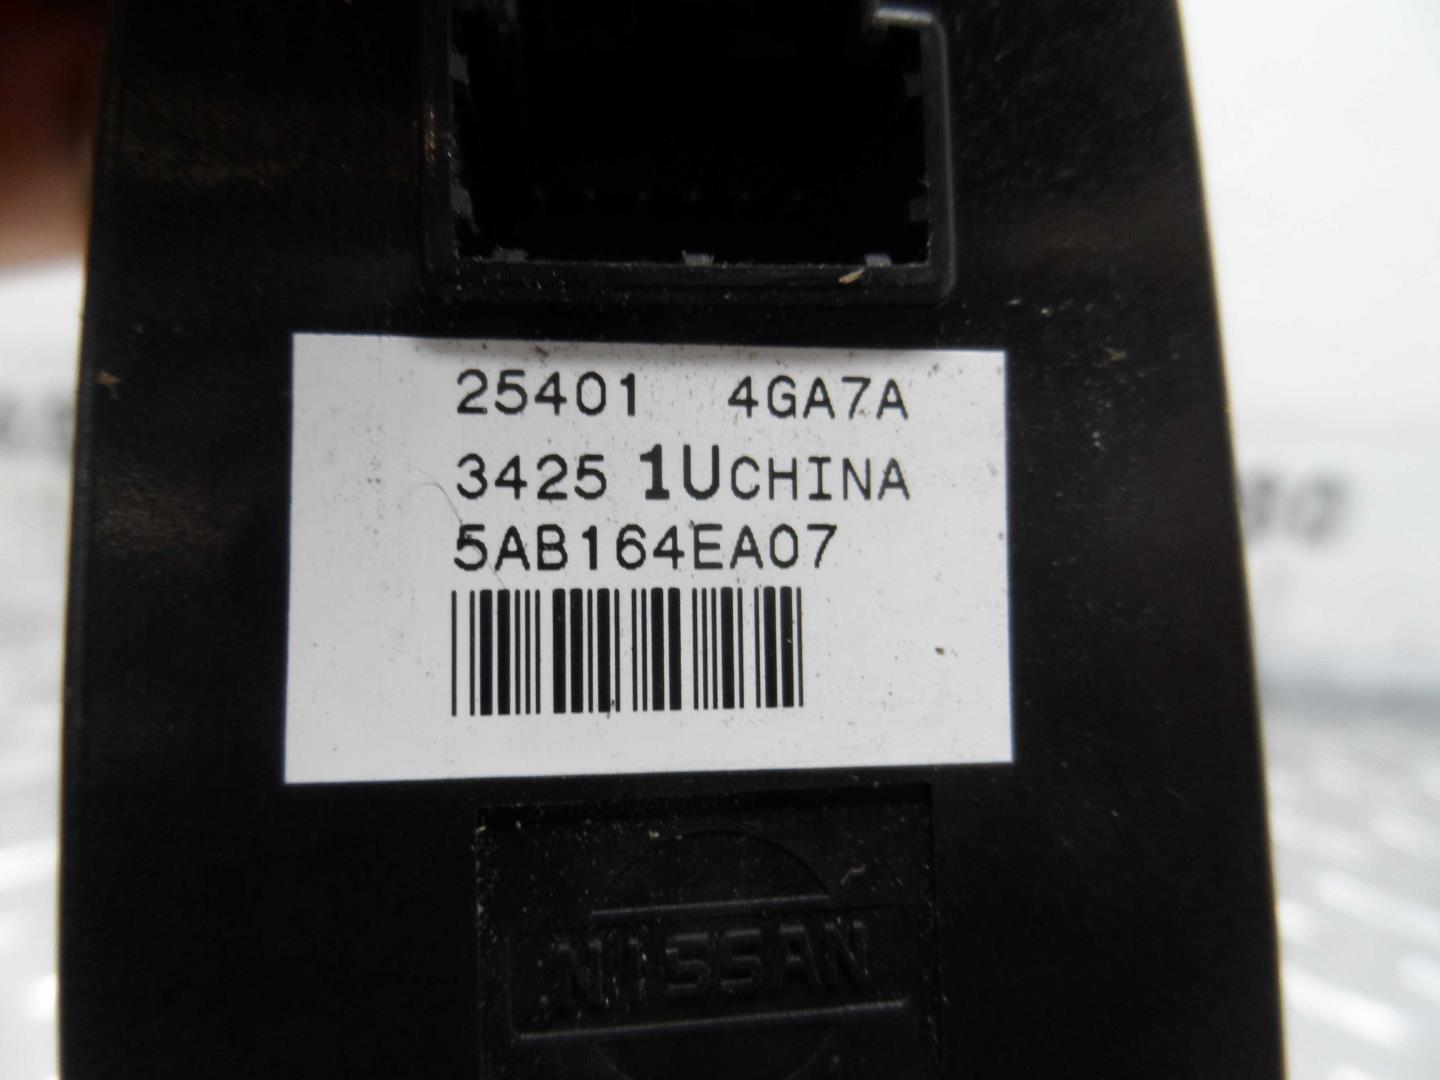 25401 4GA7A
3425 1UCHINA
5AB164EA07
NISSAN